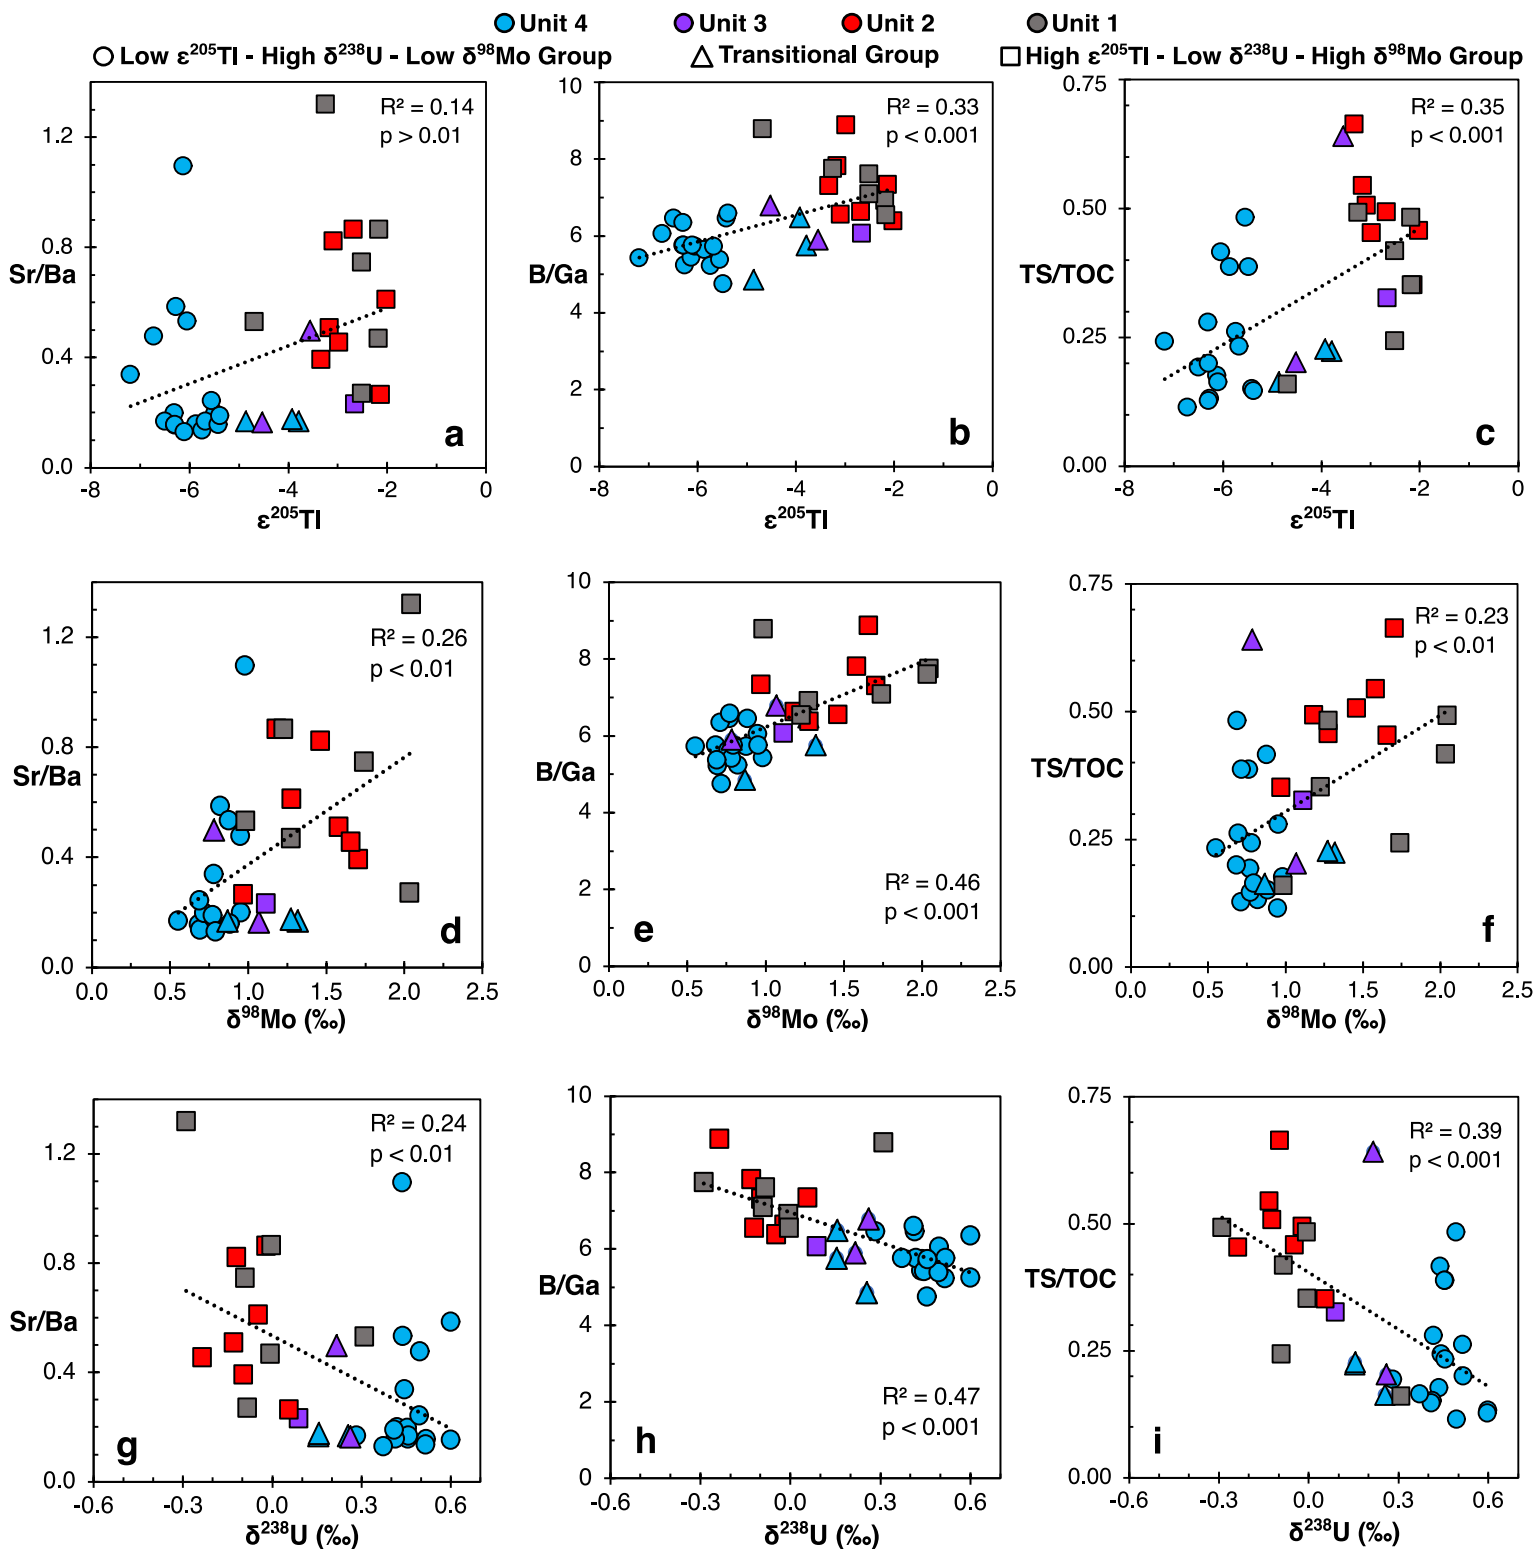 Unit 4 Unit 3 Unit 2 Unit 1
Low ε²⁰⁵Tl - High δ²³⁸U - Low δ⁹⁸Mo Group Transitional Group High ε²⁰⁵Tl - Low δ²³⁸U - High δ⁹⁸Mo Group
R² = 0.14
p > 0.01
1.2
0.8
Sr/Ba
0.4
0.0
a
-8 -6 -4 -2 0
ε²⁰⁵Tl
R² = 0.33
p < 0.001
10
8
6
B/Ga
4
2
0
b
-8 -6 -4 -2 0
ε²⁰⁵Tl
R² = 0.35
p < 0.001
0.75
0.50
TS/TOC
0.25
0.00
c
-8 -6 -4 -2 0
ε²⁰⁵Tl
R² = 0.26
p < 0.01
1.2
0.8
Sr/Ba
0.4
0.0
d
0.0 0.5 1.0 1.5 2.0 2.5
δ⁹⁸Mo (‰)
10
8
6
B/Ga
4
2
0
R² = 0.46
p < 0.001
e
0.0 0.5 1.0 1.5 2.0 2.5
δ⁹⁸Mo (‰)
R² = 0.23
p < 0.01
0.75
0.50
TS/TOC
0.25
0.00
f
0.0 0.5 1.0 1.5 2.0 2.5
δ⁹⁸Mo (‰)
R² = 0.24
p < 0.01
1.2
0.8
Sr/Ba
0.4
0.0
g
-0.6 -0.3 0.0 0.3 0.6
δ²³⁸U (‰)
10
8
6
B/Ga
4
2
0
R² = 0.47
p < 0.001
h
-0.6 -0.3 0.0 0.3 0.6
δ²³⁸U (‰)
R² = 0.39
p < 0.001
0.75
0.50
TS/TOC
0.25
0.00
i
-0.6 -0.3 0.0 0.3 0.6
δ²³⁸U (‰)